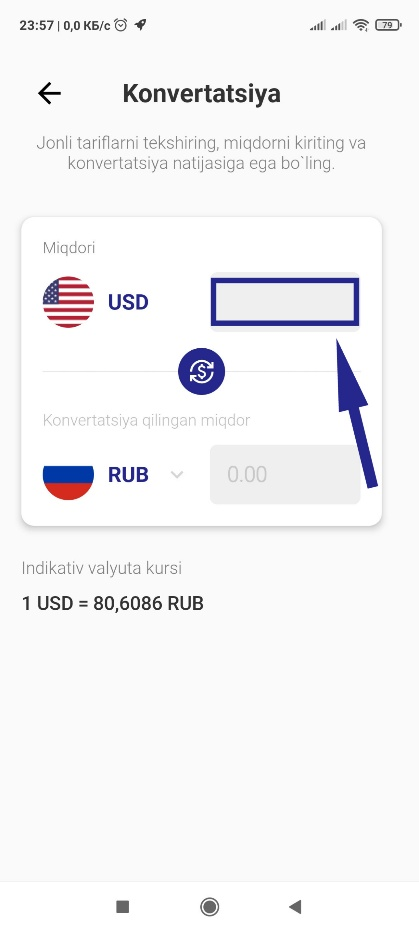 23:57 | 0,0 КБ/с
79
Konvertatsiya
Jonli tariflarni tekshiring, miqdorni kiriting va
konvertatsiya natijasiga ega bo`ling.
Miqdori
USD
Konvertatsiya qilingan miqdor
RUB
0.00
Indikativ valyuta kursi
1 USD = 80,6086 RUB